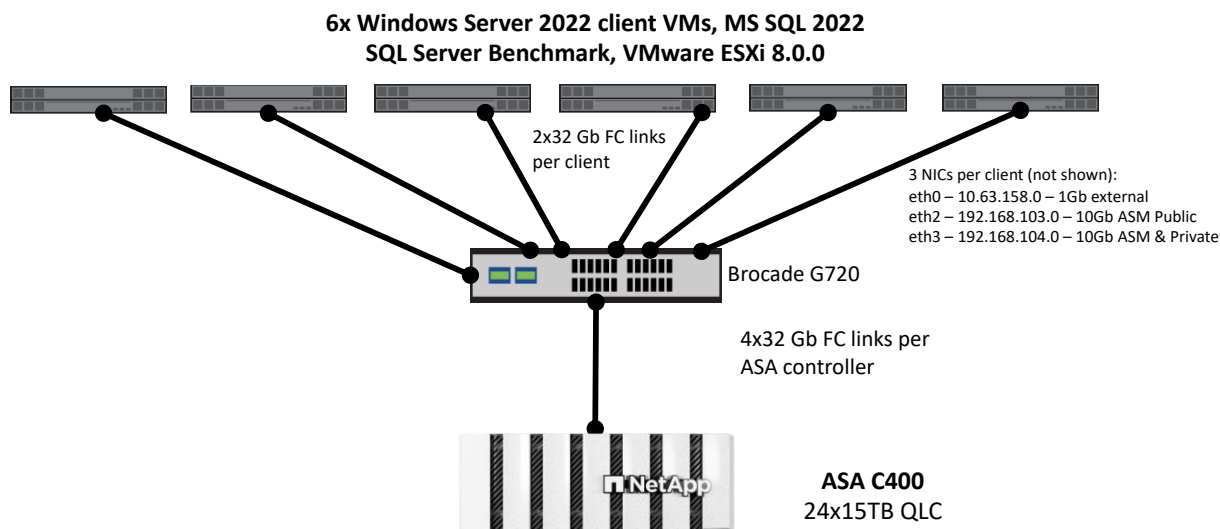 6x Windows Server 2022 client VMs, MS SQL 2022
SQL Server Benchmark, VMware ESXi 8.0.0
2x32 Gb FC links
per client
3 NICs per client (not shown):
eth0 – 10.63.158.0 – 1Gb external
eth2 – 192.168.103.0 – 10Gb ASM Public
eth3 – 192.168.104.0 – 10Gb ASM & Private
Brocade G720
4x32 Gb FC links per
ASA controller
NetApp
ASA C400
24x15TB QLC